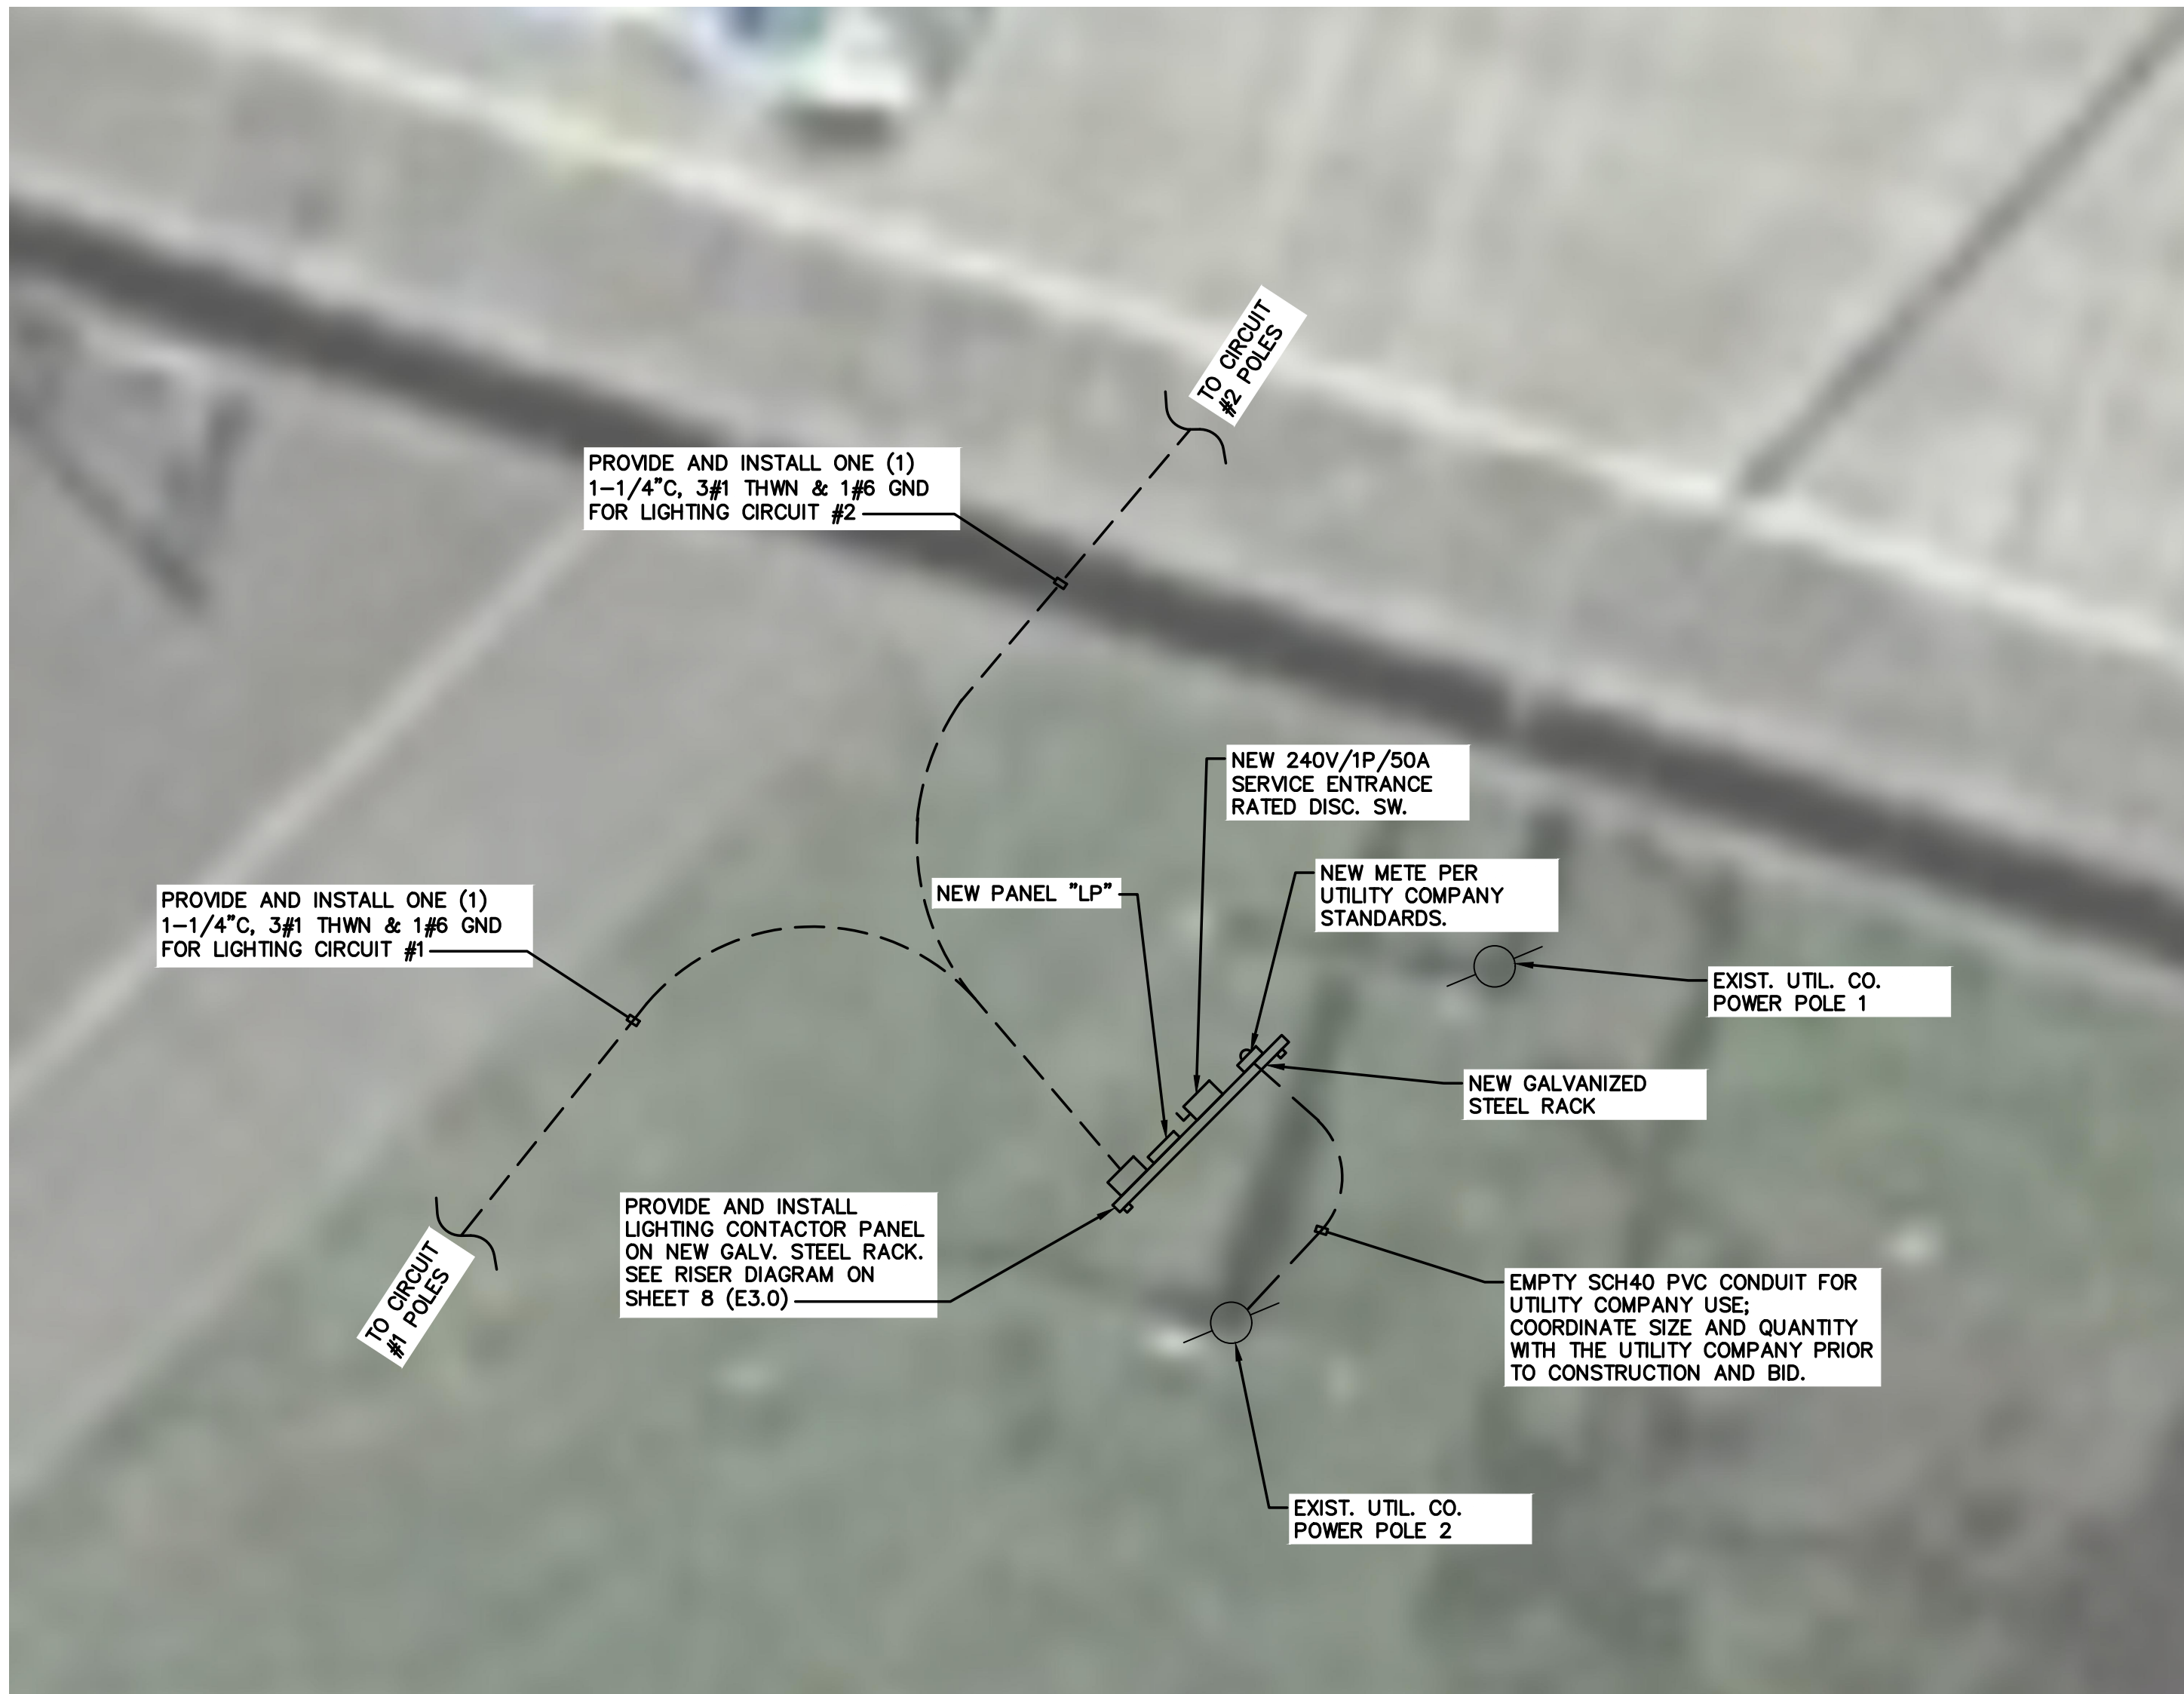 TO CIRCUIT
#2 POLES
PROVIDE AND INSTALL ONE (1)
1-1/4"C, 3#1 THWN & 1#6 GND
FOR LIGHTING CIRCUIT #2
NEW 240V/1P/50A
SERVICE ENTRANCE
RATED DISC. SW.
NEW METE PER
UTILITY COMPANY
STANDARDS.
NEW PANEL "LP"
PROVIDE AND INSTALL ONE (1)
1-1/4"C, 3#1 THWN & 1#6 GND
FOR LIGHTING CIRCUIT #1
EXIST. UTIL. CO.
POWER POLE 1
NEW GALVANIZED
STEEL RACK
PROVIDE AND INSTALL
LIGHTING CONTACTOR PANEL
ON NEW GALV. STEEL RACK.
SEE RISER DIAGRAM ON
SHEET 8 (E3.0)
TO CIRCUIT
#1 POLES
EMPTY SCH40 PVC CONDUIT FOR
UTILITY COMPANY USE;
COORDINATE SIZE AND QUANTITY
WITH THE UTILITY COMPANY PRIOR
TO CONSTRUCTION AND BID.
EXIST. UTIL. CO.
POWER POLE 2